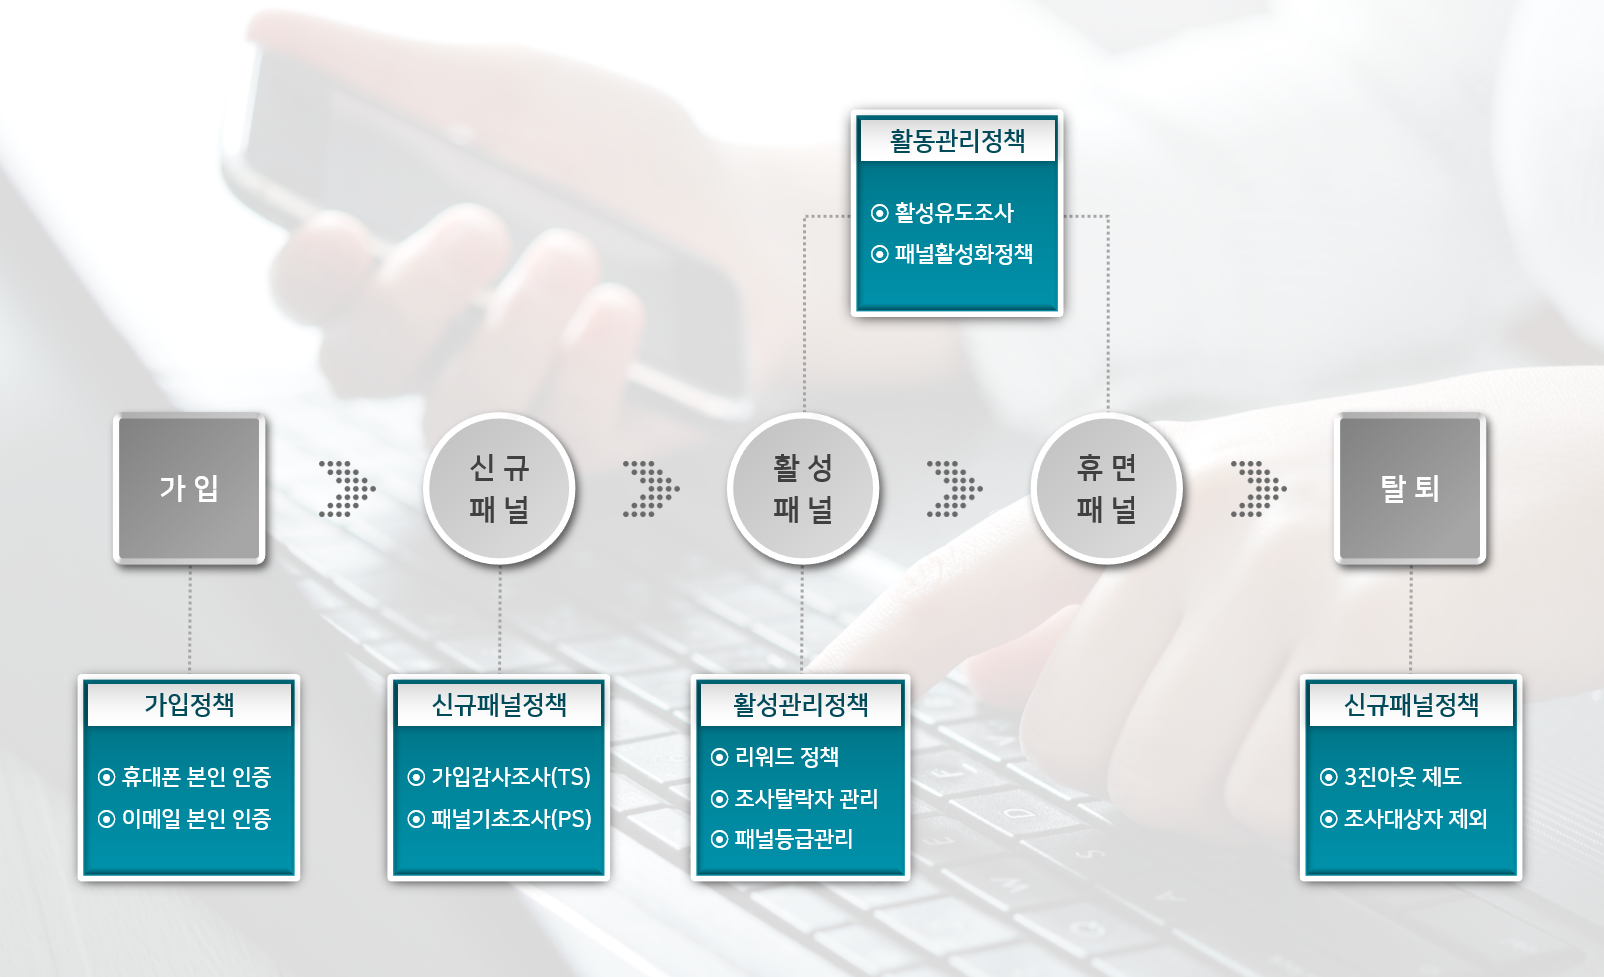 활동관리정책
활성유도조사
패널활성화정책
가입
신규
패널
활성
패널
휴면
패널
탈퇴
가입정책
휴대폰 본인 인증
이메일 본인 인증
신규패널정책
가입감사조사(TS)
패널기초조사(PS)
활성관리정책
리워드 정책
조사탈락자 관리
패널등급관리
신규패널정책
3진아웃 제도
조사대상자 제외